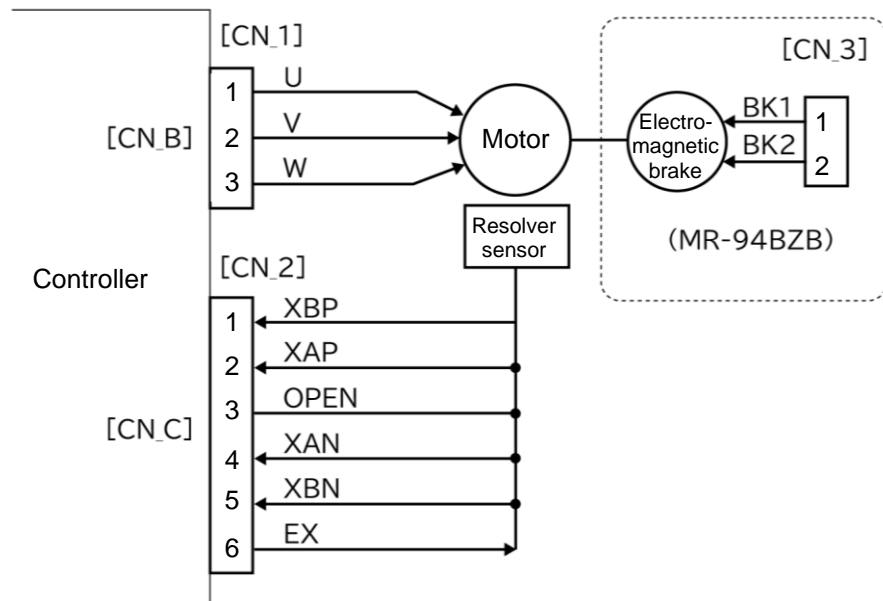 [CN_1]
[CN_3]
1 U
2 V
3 W
[CN_B]
Motor
Electro-
magnetic
brake
BK1 1
BK2 2
(MR-94BZB)
Resolver
sensor
Controller
[CN_2]
1 XBP
2 XAP
3 OPEN
4 XAN
5 XBN
6 EX
[CN_C]